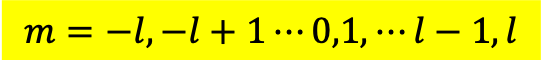 m = −l, −l + 1 ⋯ 0,1, ⋯ l − 1, l